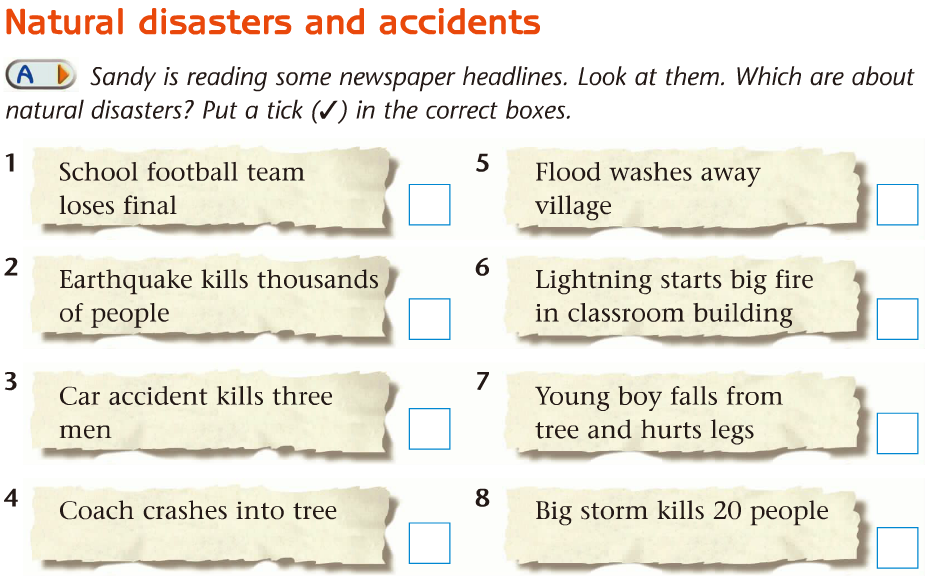 Natural disasters and accidents
A Sandy is reading some newspaper headlines. Look at them. Which are about
natural disasters? Put a tick (✓) in the correct boxes.
1 School football team
loses final
2 Earthquake kills thousands
of people
3 Car accident kills three
men
4 Coach crashes into tree
5 Flood washes away
village
6 Lightning starts big fire
in classroom building
7 Young boy falls from
tree and hurts legs
8 Big storm kills 20 people